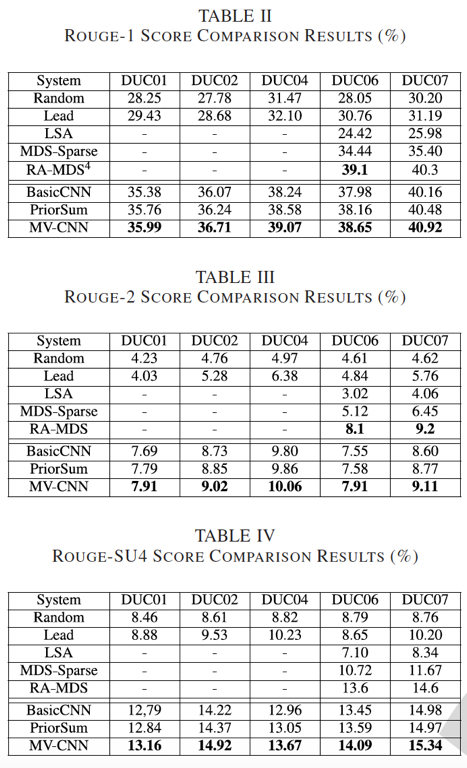 TABLE II
ROUGE-1 SCORE COMPARISON RESULTS (%)
System DUC01 DUC02 DUC04 DUC06 DUC07
Random 28.25 27.78 31.47 28.05 30.20
Lead 29.43 28.68 32.10 30.76 31.19
LSA - - - 24.42 25.98
MDS-Sparse - - - 34.44 35.40
RA-MDS⁴ - - - 39.1 40.3
BasicCNN 35.38 36.07 38.24 37.98 40.16
PriorSum 35.76 36.24 38.58 38.16 40.48
MV-CNN 35.99 36.71 39.07 38.65 40.92
TABLE III
ROUGE-2 SCORE COMPARISON RESULTS (%)
System DUC01 DUC02 DUC04 DUC06 DUC07
Random 4.23 4.76 4.97 4.61 4.62
Lead 4.03 5.28 6.38 4.84 5.76
LSA - - - 3.02 4.06
MDS-Sparse - - - 5.12 6.45
RA-MDS - - - 8.1 9.2
BasicCNN 7.69 8.73 9.80 7.55 8.60
PriorSum 7.79 8.85 9.86 7.58 8.77
MV-CNN 7.91 9.02 10.06 7.91 9.11
TABLE IV
ROUGE-SU4 SCORE COMPARISON RESULTS (%)
System DUC01 DUC02 DUC04 DUC06 DUC07
Random 8.46 8.61 8.82 8.79 8.76
Lead 8.88 9.53 10.23 8.65 10.20
LSA - - - 7.10 8.34
MDS-Sparse - - - 10.72 11.67
RA-MDS - - - 13.6 14.6
BasicCNN 12,79 14.22 12.96 13.45 14.98
PriorSum 12.84 14.37 13.05 13.59 14.97
MV-CNN 13.16 14.92 13.67 14.09 15.34